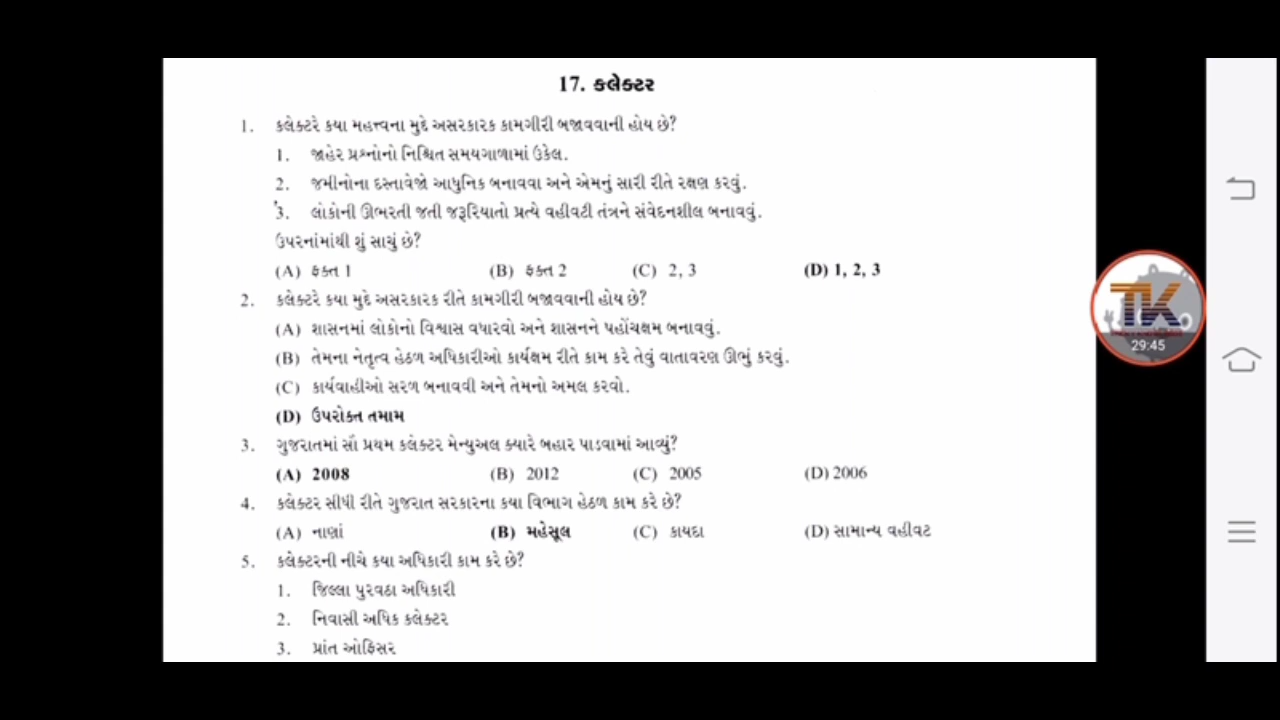 17. કલેક્ટર
1. કલેક્ટરે કયા મહત્ત્વના મુદ્દે અસરકારક કામગીરી બજાવવાની હોય છે?
1. જાહેર પ્રશ્નોનો નિશ્ચિત સમયગાળામાં ઉકેલ.
2. જમીનોના દસ્તાવેજો આધુનિક બનાવવા અને એમનું સારી રીતે રક્ષણ કરવું.
3. લોકોની ઊભરતી જતી જરૂરિયાતો પ્રત્યે વહીવટી તંત્રને સંવેદનશીલ બનાવવું.
ઉપરનાંમાંથી શું સાચું છે?
(A) ફક્ત 1 (B) ફક્ત 2 (C) 2, 3 (D) 1, 2, 3
2. કલેક્ટરે કયા મુદ્દે અસરકારક રીતે કામગીરી બજાવવાની હોય છે?
(A) શાસનમાં લોકોનો વિશ્વાસ વધારવો અને શાસનને પહોંચક્ષમ બનાવવું.
(B) તેમના નેતૃત્વ હેઠળ અધિકારીઓ કાર્યક્ષમ રીતે કામ કરે તેવું વાતાવરણ ઊભું કરવું.
(C) કાર્યવાહીઓ સરળ બનાવવી અને તેમનો અમલ કરવો.
(D) ઉપરોક્ત તમામ
3. ગુજરાતમાં સૌ પ્રથમ કલેક્ટર મેન્યુઅલ ક્યારે બહાર પાડવામાં આવ્યું?
(A) 2008 (B) 2012 (C) 2005 (D) 2006
4. કલેક્ટર સીધી રીતે ગુજરાત સરકારના કયા વિભાગ હેઠળ કામ કરે છે?
(A) નાણાં (B) મહેસૂલ (C) કાયદા (D) સામાન્ય વહીવટ
5. કલેક્ટરની નીચે કયા અધિકારી કામ કરે છે?
1. જિલ્લા પુરવઠા અધિકારી
2. નિવાસી અધિક કલેક્ટર
3. પ્રાંત ઓફિસર
TK
29:45